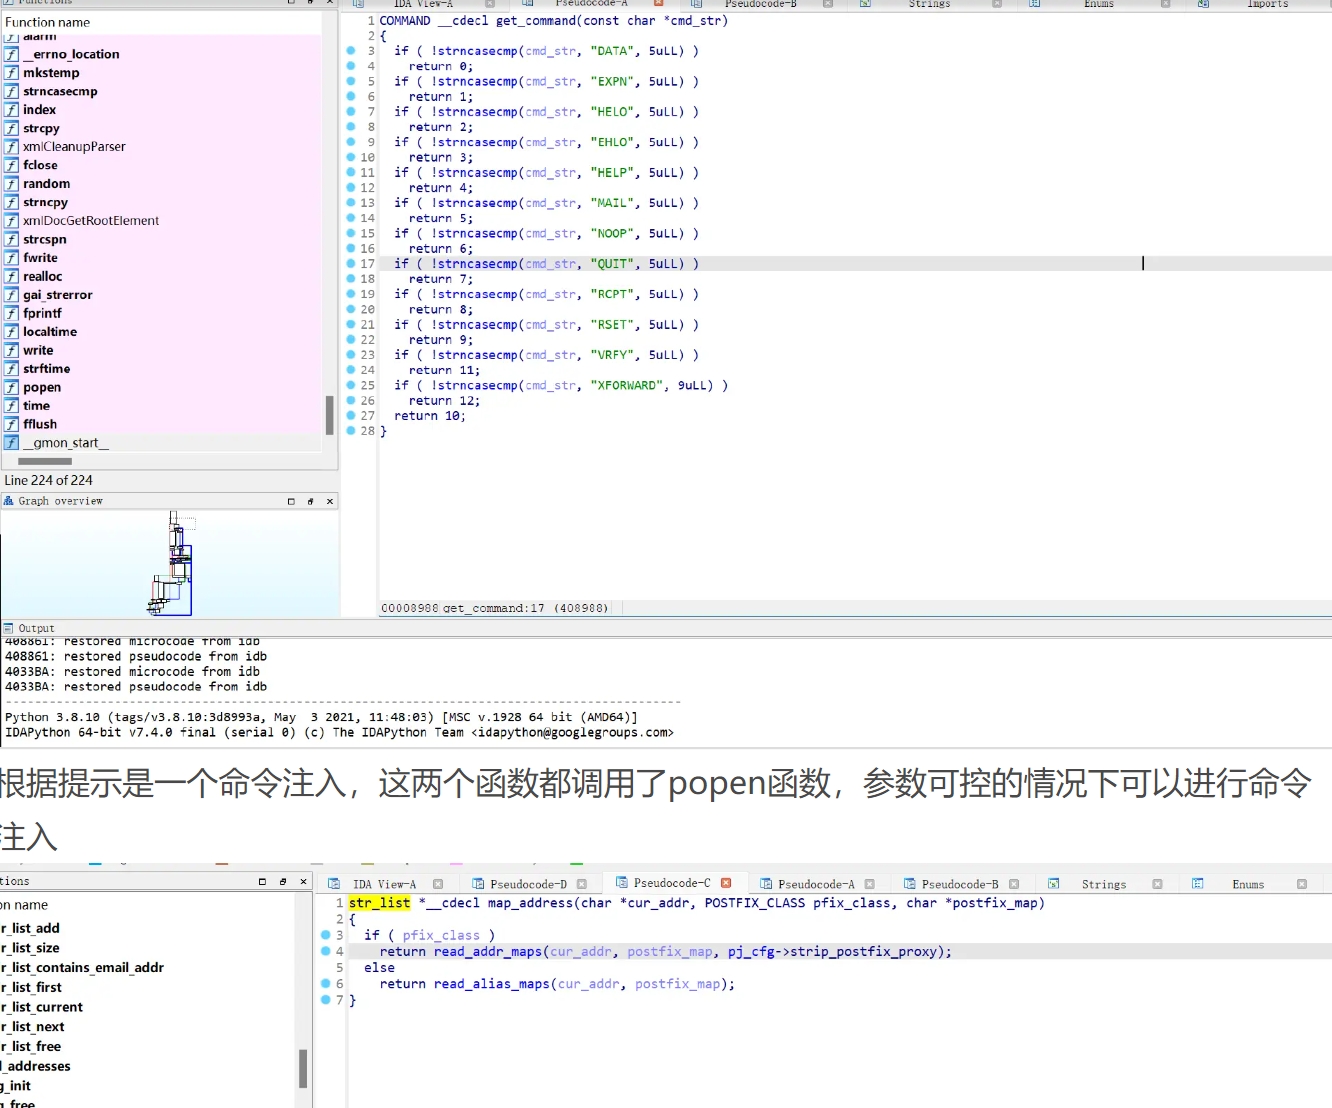 Functions
Function name
alarm
__errno_location
mkstemp
strncasecmp
index
strcpy
xmlCleanupParser
fclose
random
strncpy
xmlDocGetRootElement
strcspn
fwrite
realloc
gai_strerror
fprintf
localtime
write
strftime
popen
time
fflush
__gmon_start__
Line 224 of 224
Graph overview
IDA View-A Pseudocode-A Pseudocode-B Strings Enums Imports
1 COMMAND __cdecl get_command(const char *cmd_str)
2 {
3 if ( !strncasecmp(cmd_str, "DATA", 5uLL) )
4 return 0;
5 if ( !strncasecmp(cmd_str, "EXPN", 5uLL) )
6 return 1;
7 if ( !strncasecmp(cmd_str, "HELO", 5uLL) )
8 return 2;
9 if ( !strncasecmp(cmd_str, "EHLO", 5uLL) )
10 return 3;
11 if ( !strncasecmp(cmd_str, "HELP", 5uLL) )
12 return 4;
13 if ( !strncasecmp(cmd_str, "MAIL", 5uLL) )
14 return 5;
15 if ( !strncasecmp(cmd_str, "NOOP", 5uLL) )
16 return 6;
17 if ( !strncasecmp(cmd_str, "QUIT", 5uLL) )
18 return 7;
19 if ( !strncasecmp(cmd_str, "RCPT", 5uLL) )
20 return 8;
21 if ( !strncasecmp(cmd_str, "RSET", 5uLL) )
22 return 9;
23 if ( !strncasecmp(cmd_str, "VRFY", 5uLL) )
24 return 11;
25 if ( !strncasecmp(cmd_str, "XFORWARD", 9uLL) )
26 return 12;
27 return 10;
28 }
00008988 get_command:17 (408988)
Output
408861: restored microcode from idb
408861: restored pseudocode from idb
4033BA: restored microcode from idb
4033BA: restored pseudocode from idb
Python 3.8.10 (tags/v3.8.10:3d8993a, May  3 2021, 11:48:03) [MSC v.1928 64 bit (AMD64)]
IDAPython 64-bit v7.4.0 final (serial 0) (c) The IDAPython Team <idapython@googlegroups.com>
根据提示是一个命令注入，这两个函数都调用了popen函数，参数可控的情况下可以进行命令
注入
tions
on name
r_list_add
r_list_size
r_list_contains_email_addr
r_list_first
r_list_current
r_list_next
r_list_free
l_addresses
g_init
g_free
IDA View-A Pseudocode-D Pseudocode-C Pseudocode-A Pseudocode-B Strings Enums
1 str_list *__cdecl map_address(char *cur_addr, POSTFIX_CLASS pfix_class, char *postfix_map)
2 {
3 if ( pfix_class )
4 return read_addr_maps(cur_addr, postfix_map, pj_cfg->strip_postfix_proxy);
5 else
6 return read_alias_maps(cur_addr, postfix_map);
7 }